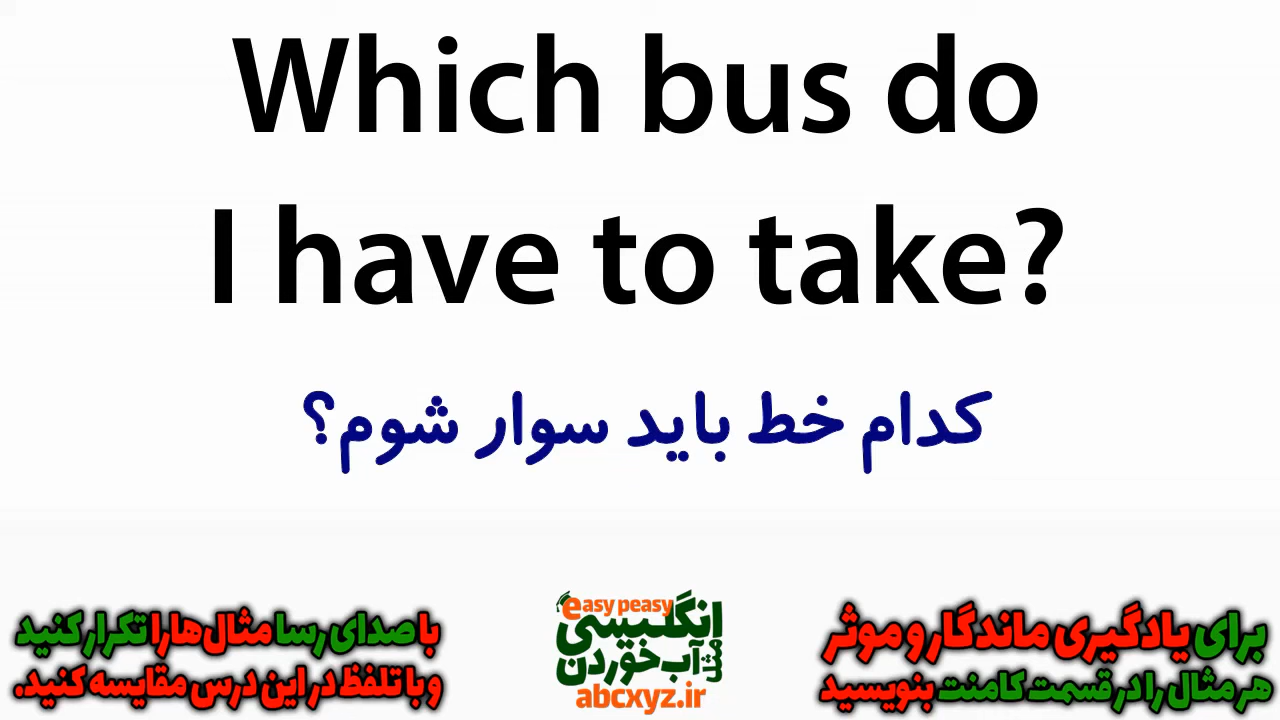 Which bus do
I have to take?
کدام خط باید سوار شوم؟
برای یادگیری ماندگار و موثر
هر مثال را در قسمت کامنت بنویسید
easy peasy
انگلیسی
مثل آب خوردن
abcxyz.ir
با صدای رسا مثال‌ها را تکرار کنید
و با تلفظ در این درس مقایسه کنید.